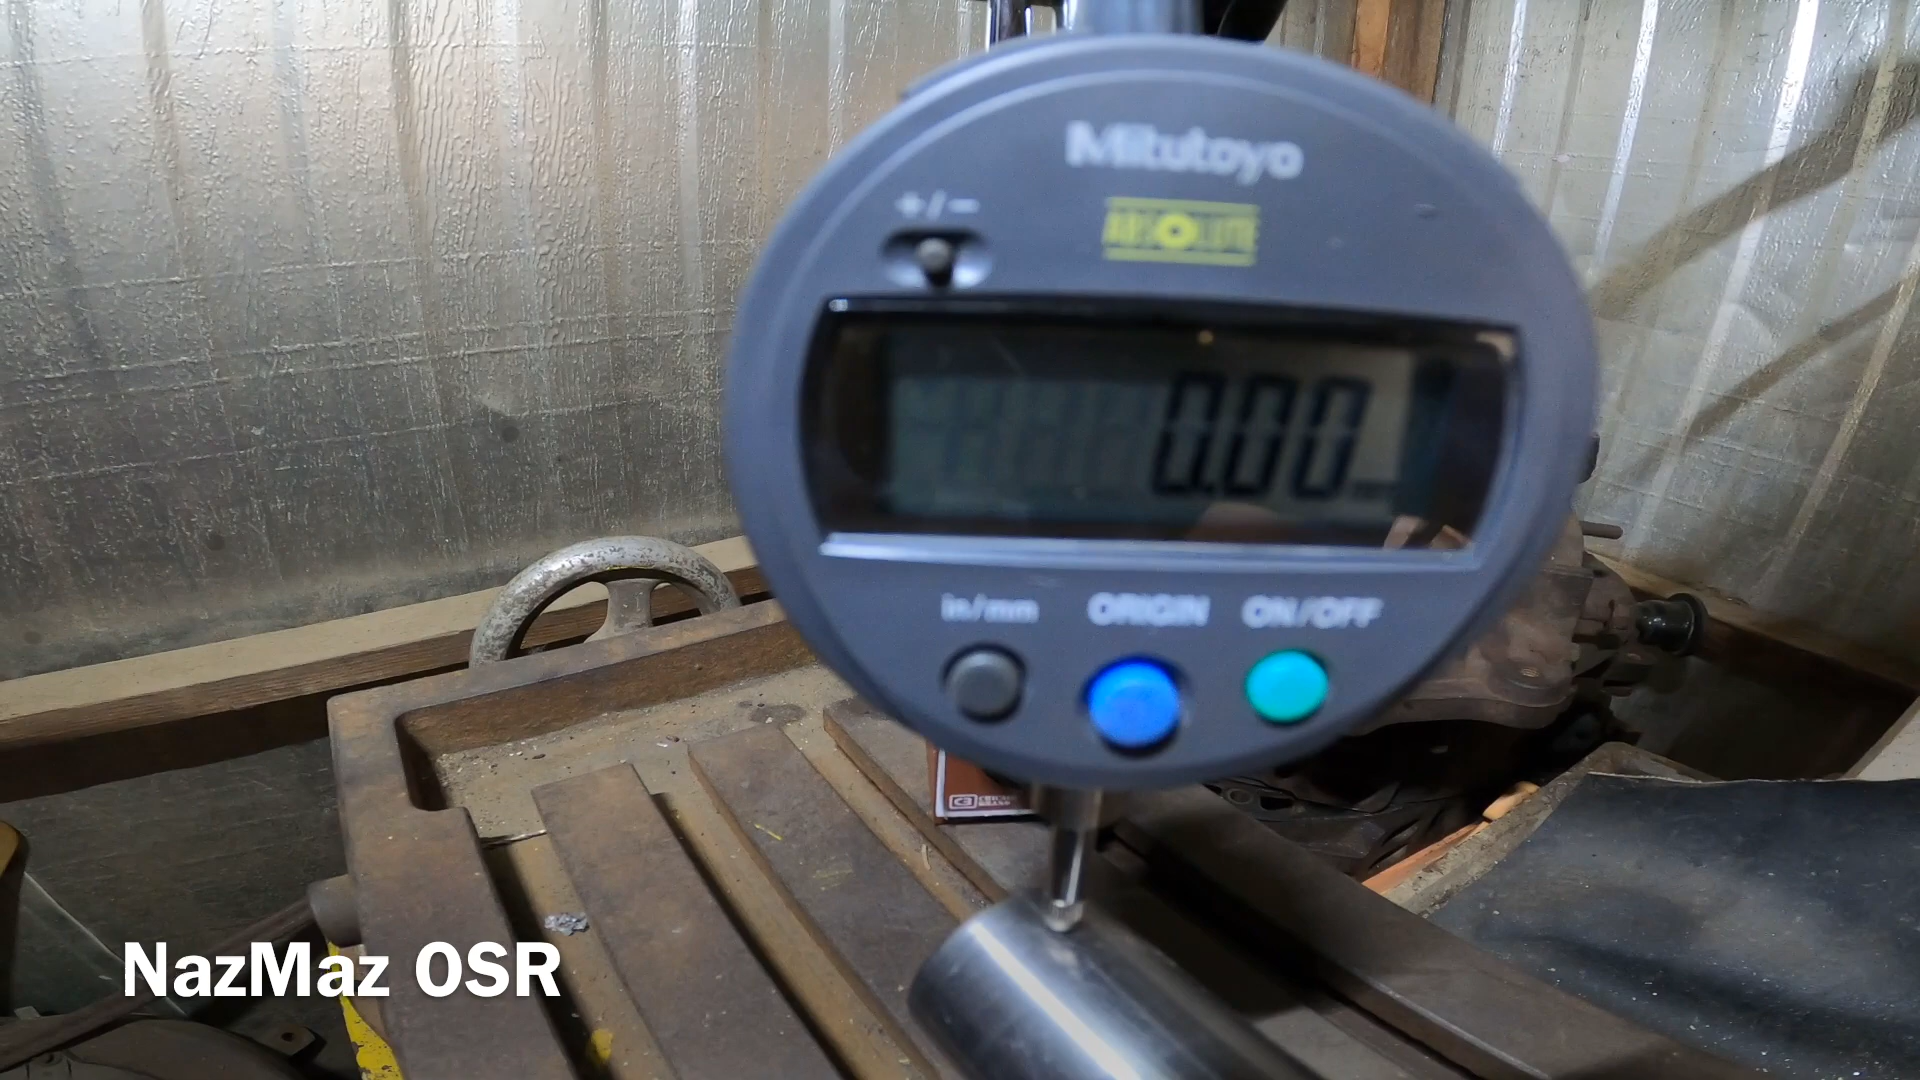 Mitutoyo
+/-
ABSOLUTE
0.00
in/mm
ORIGIN
ON/OFF
NazMaz OSR